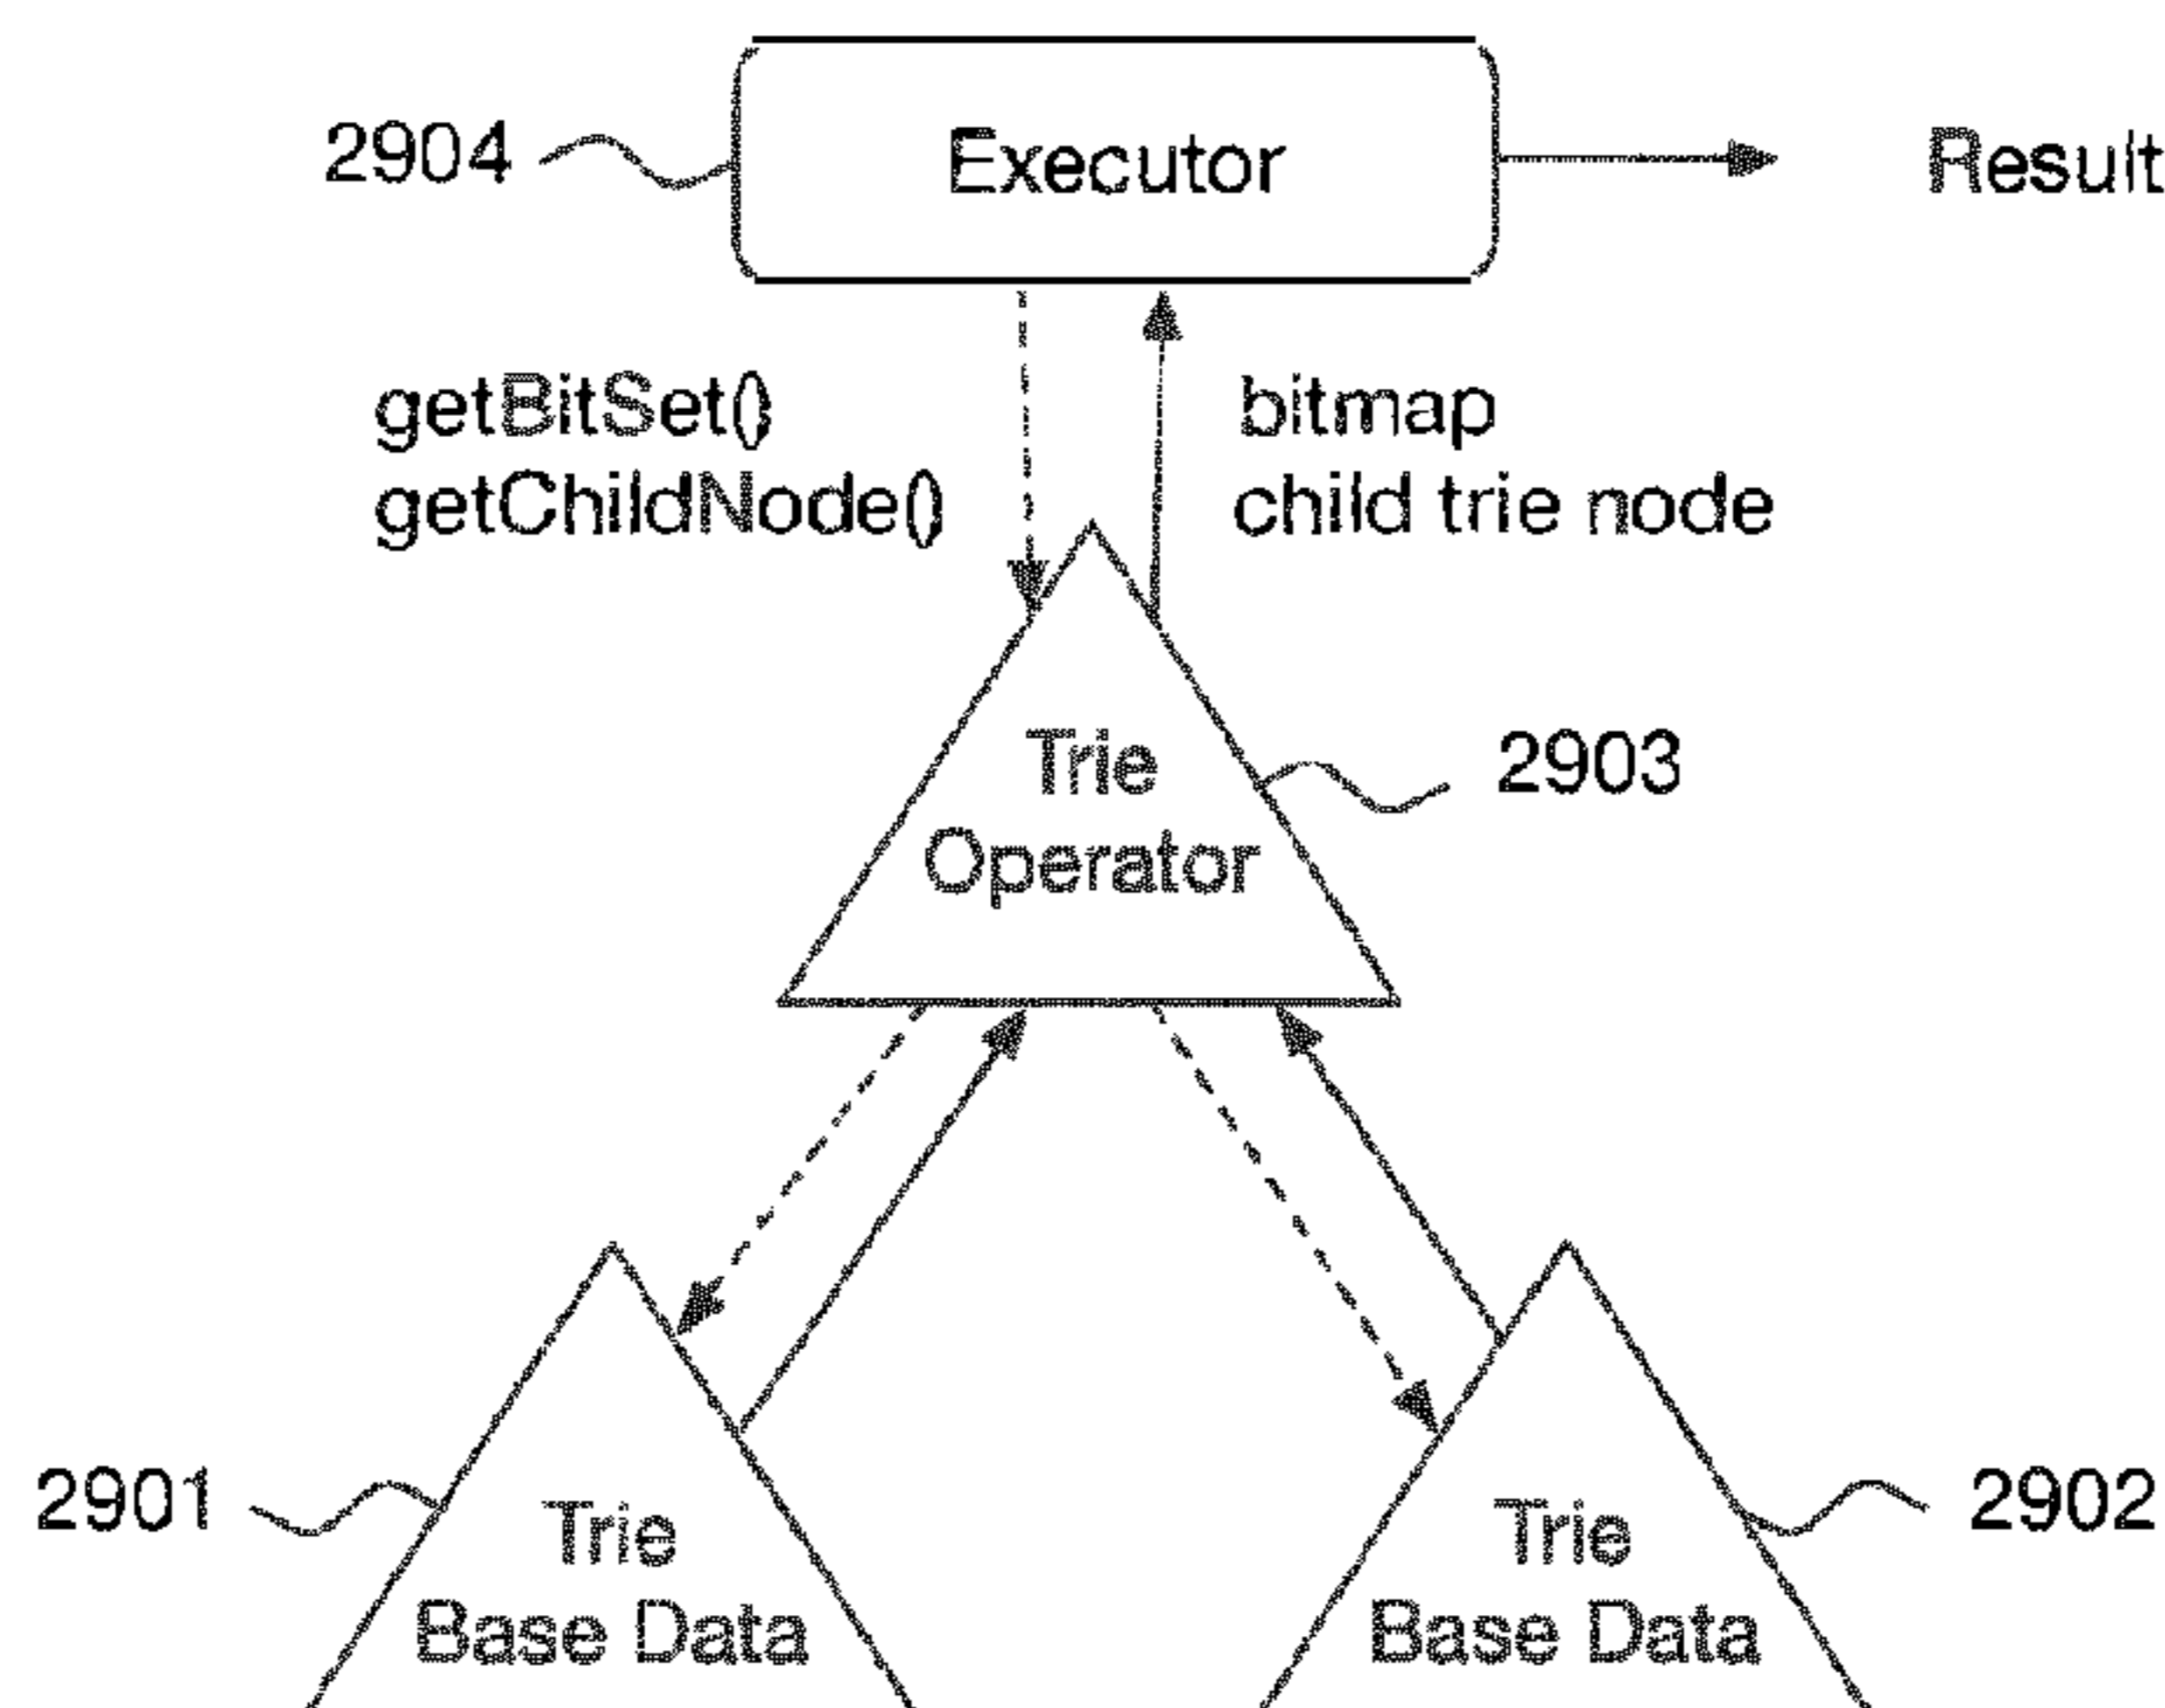 2904
Executor
Result
getBitSet()
getChildNode()
bitmap
child trie node
Trie
Operator
2903
2901
Trie
Base Data
Trie
Base Data
2902